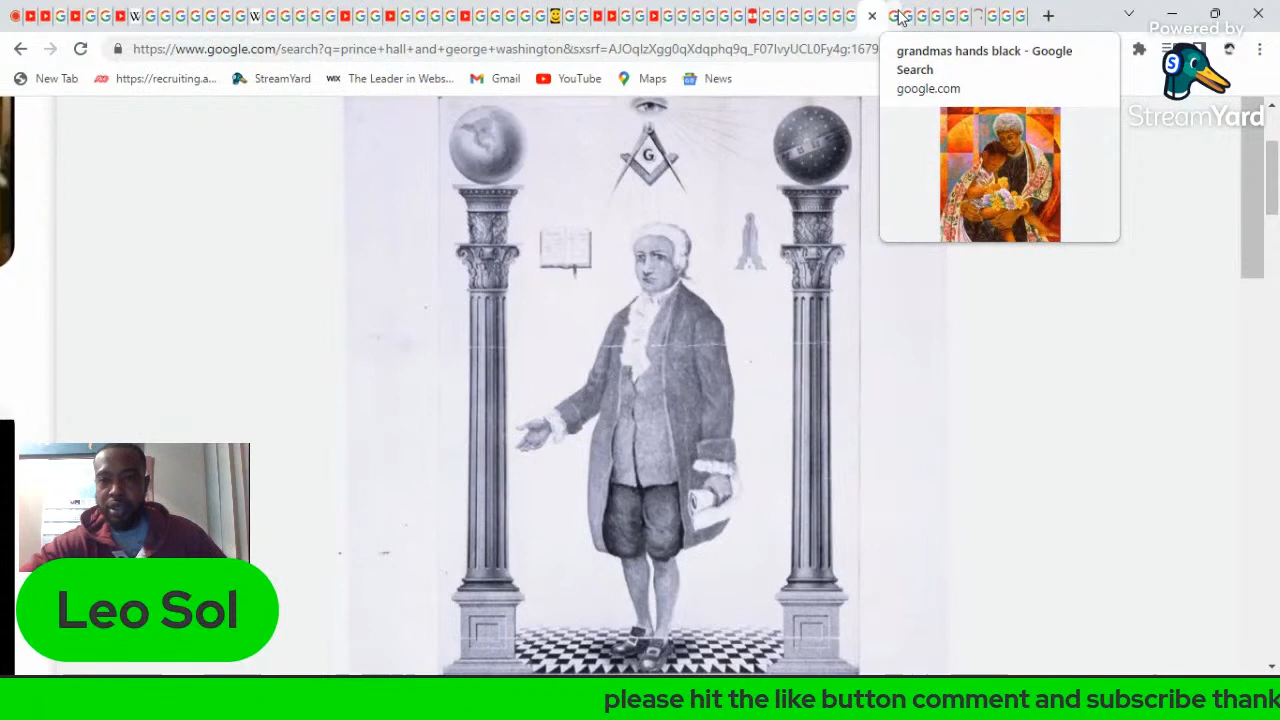 https://www.google.com/search?q=prince+hall+and+george+washington&sxsrf=AJOqlzXgg0qXdqphq9q_F07IvyUCL0Fy4g:1679
New Tab
https://recruiting.a...
StreamYard
WIX The Leader in Webs...
Gmail
YouTube
Maps
News
grandmas hands black - Google
Search
google.com
Powered by
S
StreamYard
G
Leo Sol
please hit the like button comment and subscribe thank